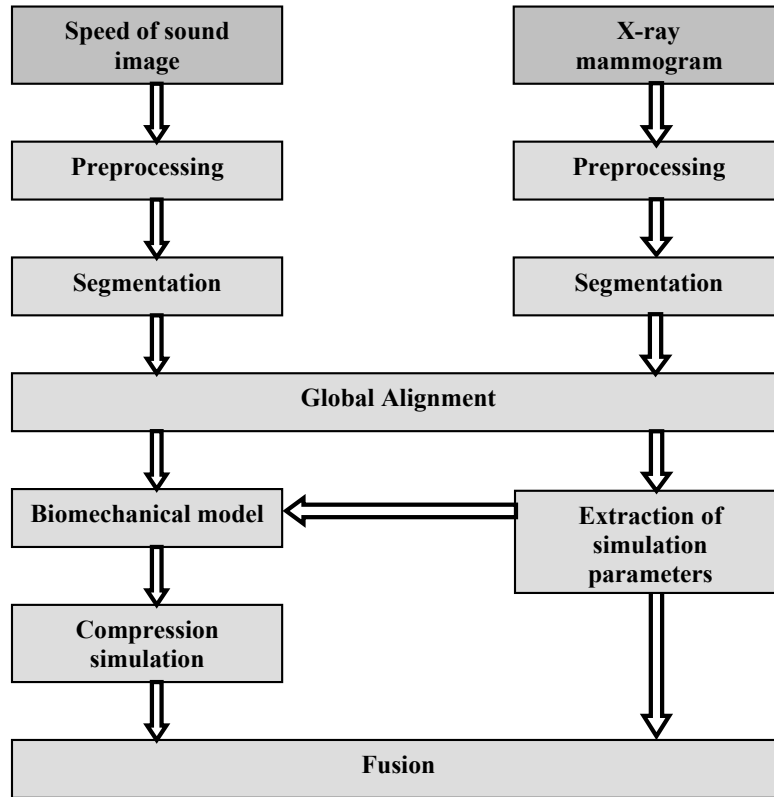 Speed of sound
image
X-ray
mammogram
Preprocessing
Preprocessing
Segmentation
Segmentation
Global Alignment
Biomechanical model
Extraction of
simulation
parameters
Compression
simulation
Fusion